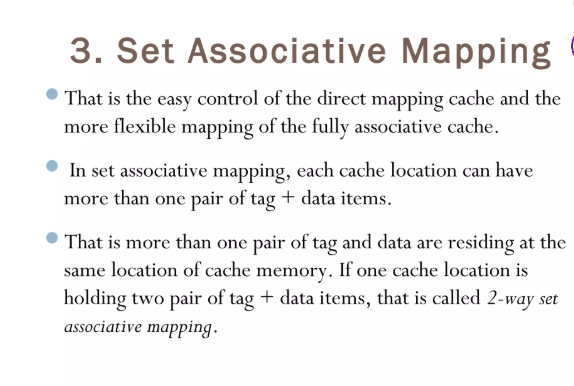 3. Set Associative Mapping
That is the easy control of the direct mapping cache and the
more flexible mapping of the fully associative cache.
In set associative mapping, each cache location can have
more than one pair of tag + data items.
That is more than one pair of tag and data are residing at the
same location of cache memory. If one cache location is
holding two pair of tag + data items, that is called 2-way set
associative mapping.